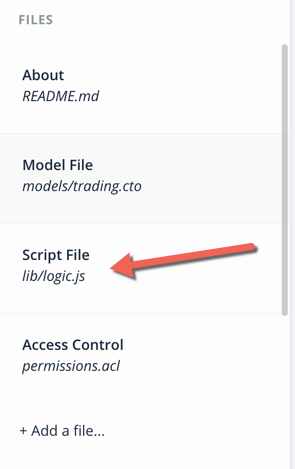 FILES
About
README.md
Model File
models/trading.cto
Script File
lib/logic.js
Access Control
permissions.acl
+ Add a file...